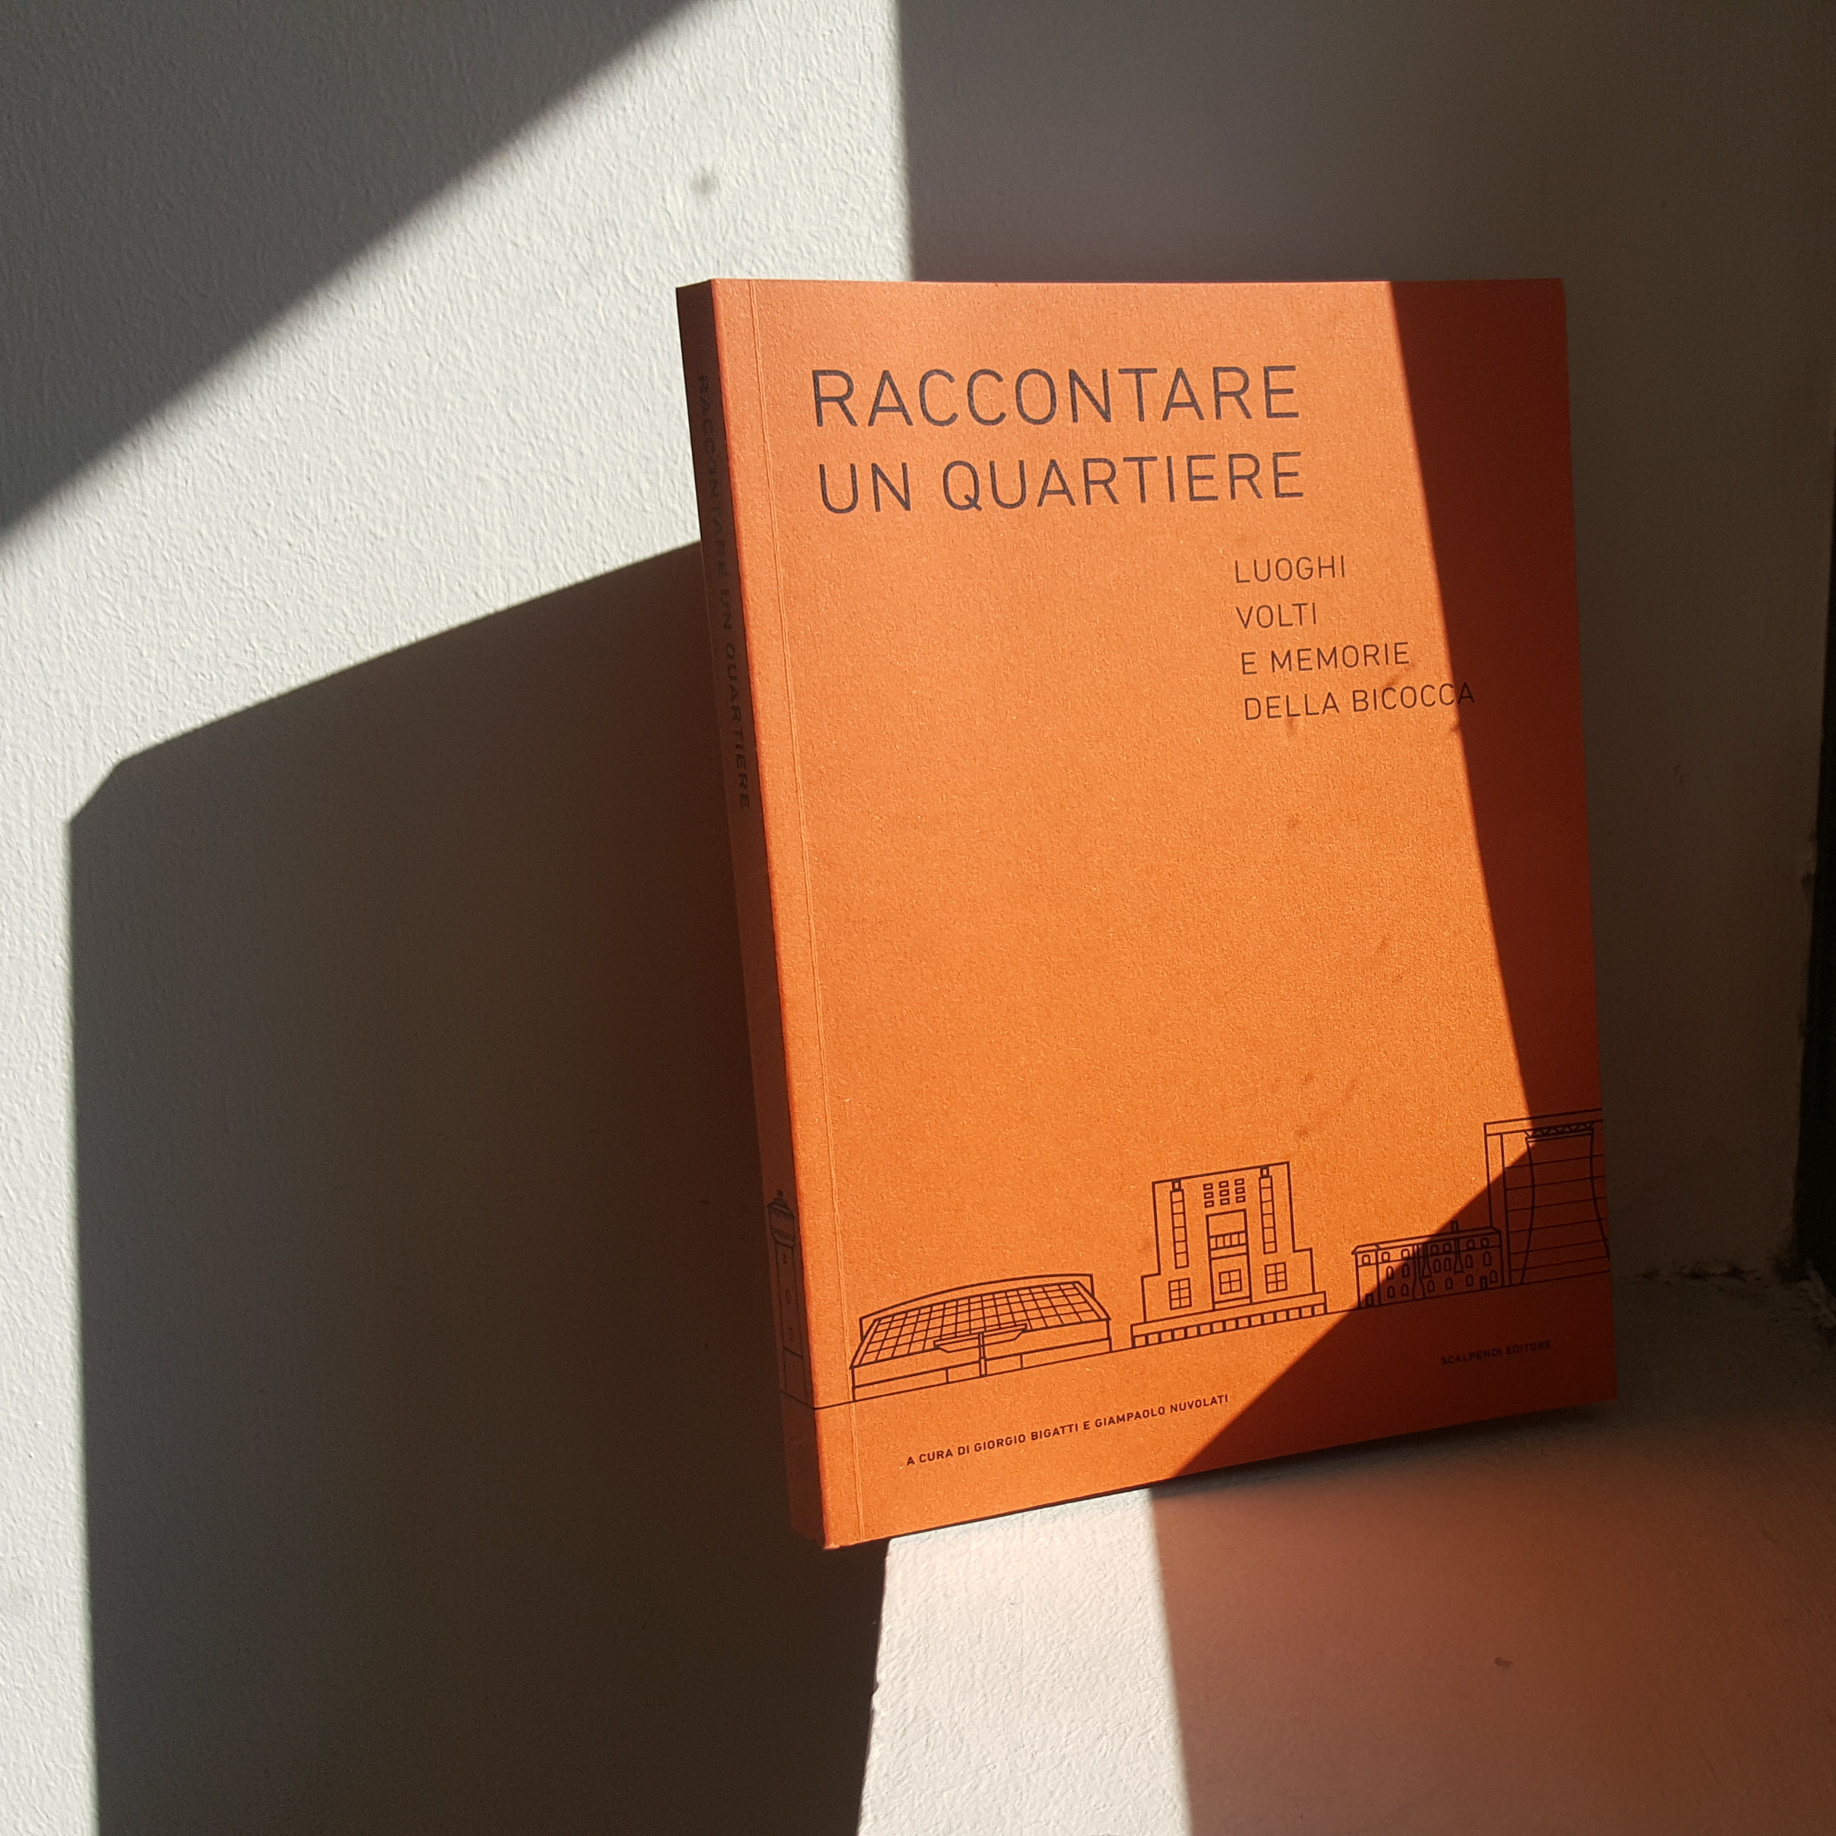 RACCONTARE
UN QUARTIERE
LUOGHI
VOLTI
E MEMORIE
DELLA BICOCCA
RACCONTARE UN QUARTIERE
SCALPENDI EDITORE
A CURA DI GIORGIO BIGATTI E GIAMPAOLO NUVOLATI